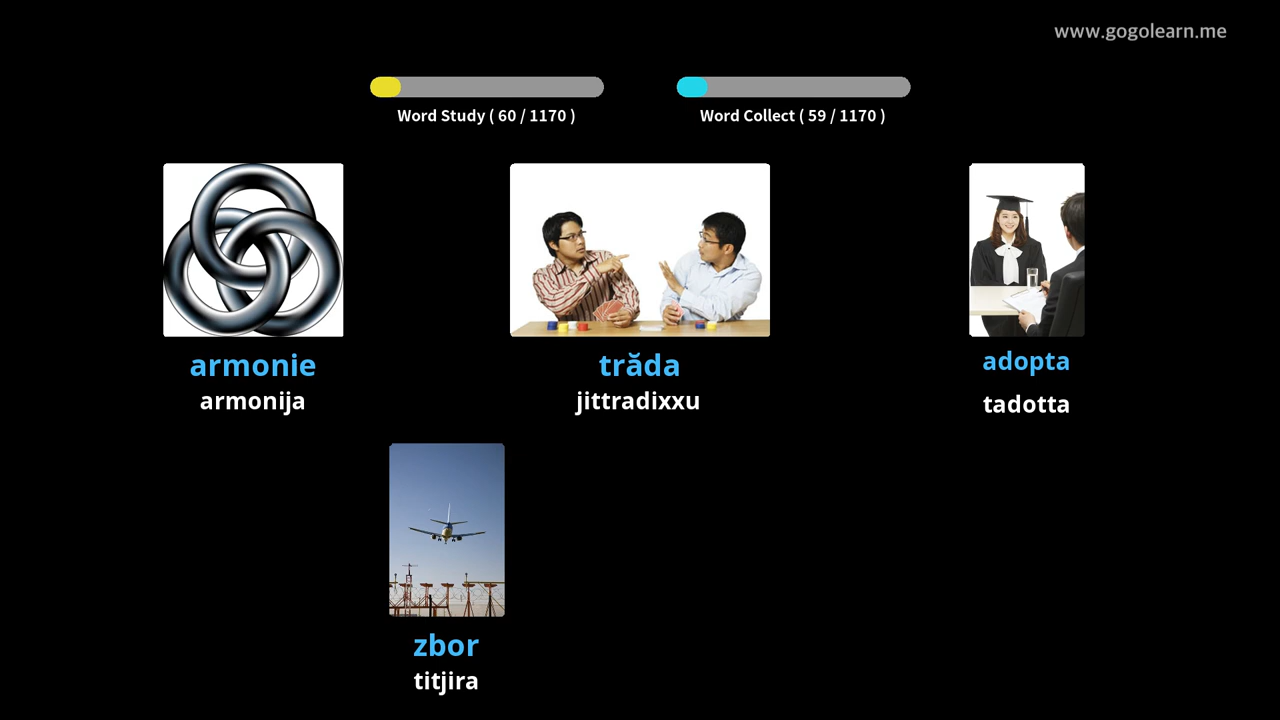 www.gogolearn.me
Word Study ( 60 / 1170 )
Word Collect ( 59 / 1170 )
armonie
armonija
trăda
jittradixxu
adopta
tadotta
zbor
titjira